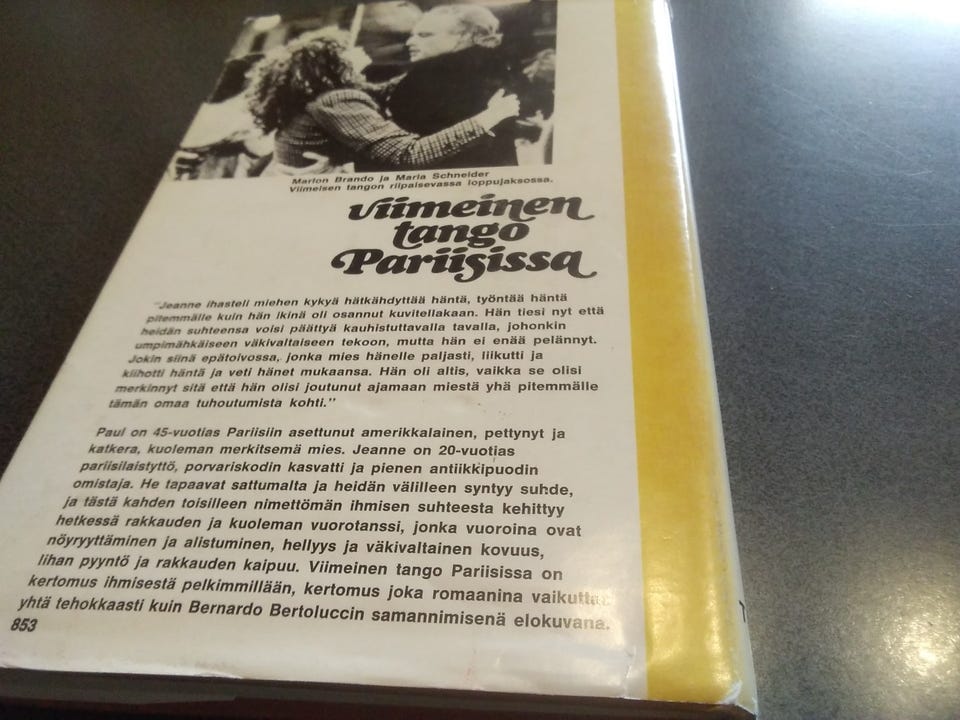 Marlon Brando ja Maria Schneider
Viimeisen tangon riipaisevassa loppujaksossa.
Viimeinen
tango
Pariisissa
"Jeanne ihasteli miehen kykyä hätkähdyttää häntä, työntää häntä
pitemmälle kuin hän ikinä oli osannut kuvitellakaan. Hän tiesi nyt että
heidän suhteensa voisi päättyä kauhistuttavalla tavalla, johonkin
umpimähkäiseen väkivaltaiseen tekoon, mutta hän ei enää pelännyt.
Jokin siinä epätoivossa, jonka mies hänelle paljasti, liikutti ja
kiihotti häntä ja veti hänet mukaansa. Hän oli altis, vaikka se olisi
merkinnyt sitä että hän olisi joutunut ajamaan miestä yhä pitemmälle
tämän omaa tuhoutumista kohti."
Paul on 45-vuotias Pariisiin asettunut amerikkalainen, pettynyt ja
katkera, kuoleman merkitsemä mies. Jeanne on 20-vuotias
pariisilaistyttö, porvariskodin kasvatti ja pienen antiikkipuodin
omistaja. He tapaavat sattumalta ja heidän välilleen syntyy suhde,
ja tästä kahden toisilleen nimettömän ihmisen suhteesta kehittyy
hetkessä rakkauden ja kuoleman vuorotanssi, jonka vuoroina ovat
nöyryyttäminen ja alistuminen, hellyys ja väkivaltainen kovuus,
lihan pyyntö ja rakkauden kaipuu. Viimeinen tango Pariisissa on
kertomus ihmisestä pelkimmillään, kertomus joka romaanina vaikuttaa
yhtä tehokkaasti kuin Bernardo Bertoluccin samannimisenä elokuvana.
853